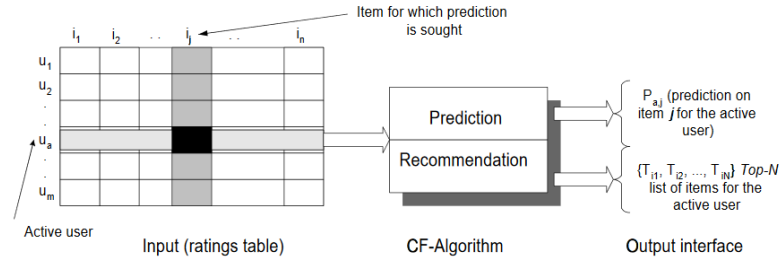 Item for which prediction
is sought
i1 i2 . . ij . . in
u1
u2
.
.
ua
.
.
um
Active user
Input (ratings table)
Prediction
Recommendation
CF-Algorithm
Pa,j (prediction on
item j for the active
user)
{Ti1, Ti2, ..., TiN} Top-N
list of items for the
active user
Output interface